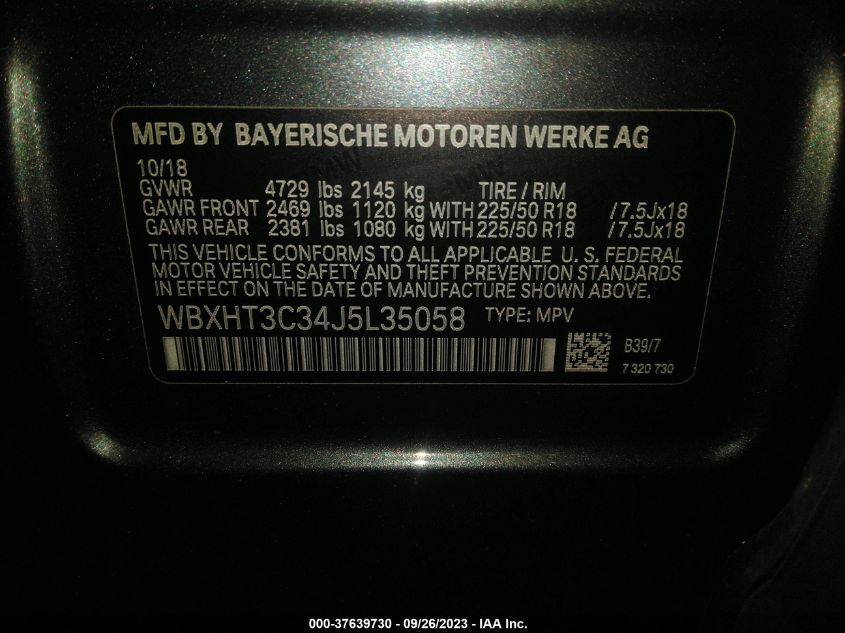 MFD BY BAYERISCHE MOTOREN WERKE AG
10/18
GVWR 4729 lbs 2145 kg TIRE / RIM
GAWR FRONT 2469 lbs 1120 kg WITH 225/50 R18 /7.5Jx18
GAWR REAR 2381 lbs 1080 kg WITH 225/50 R18 /7.5Jx18
THIS VEHICLE CONFORMS TO ALL APPLICABLE U. S. FEDERAL
MOTOR VEHICLE SAFETY AND THEFT PREVENTION STANDARDS
IN EFFECT ON THE DATE OF MANUFACTURE SHOWN ABOVE.
WBXHT3C34J5L35058 TYPE: MPV
B39/7
7 320 730
000-37639730 - 09/26/2023 - IAA Inc.